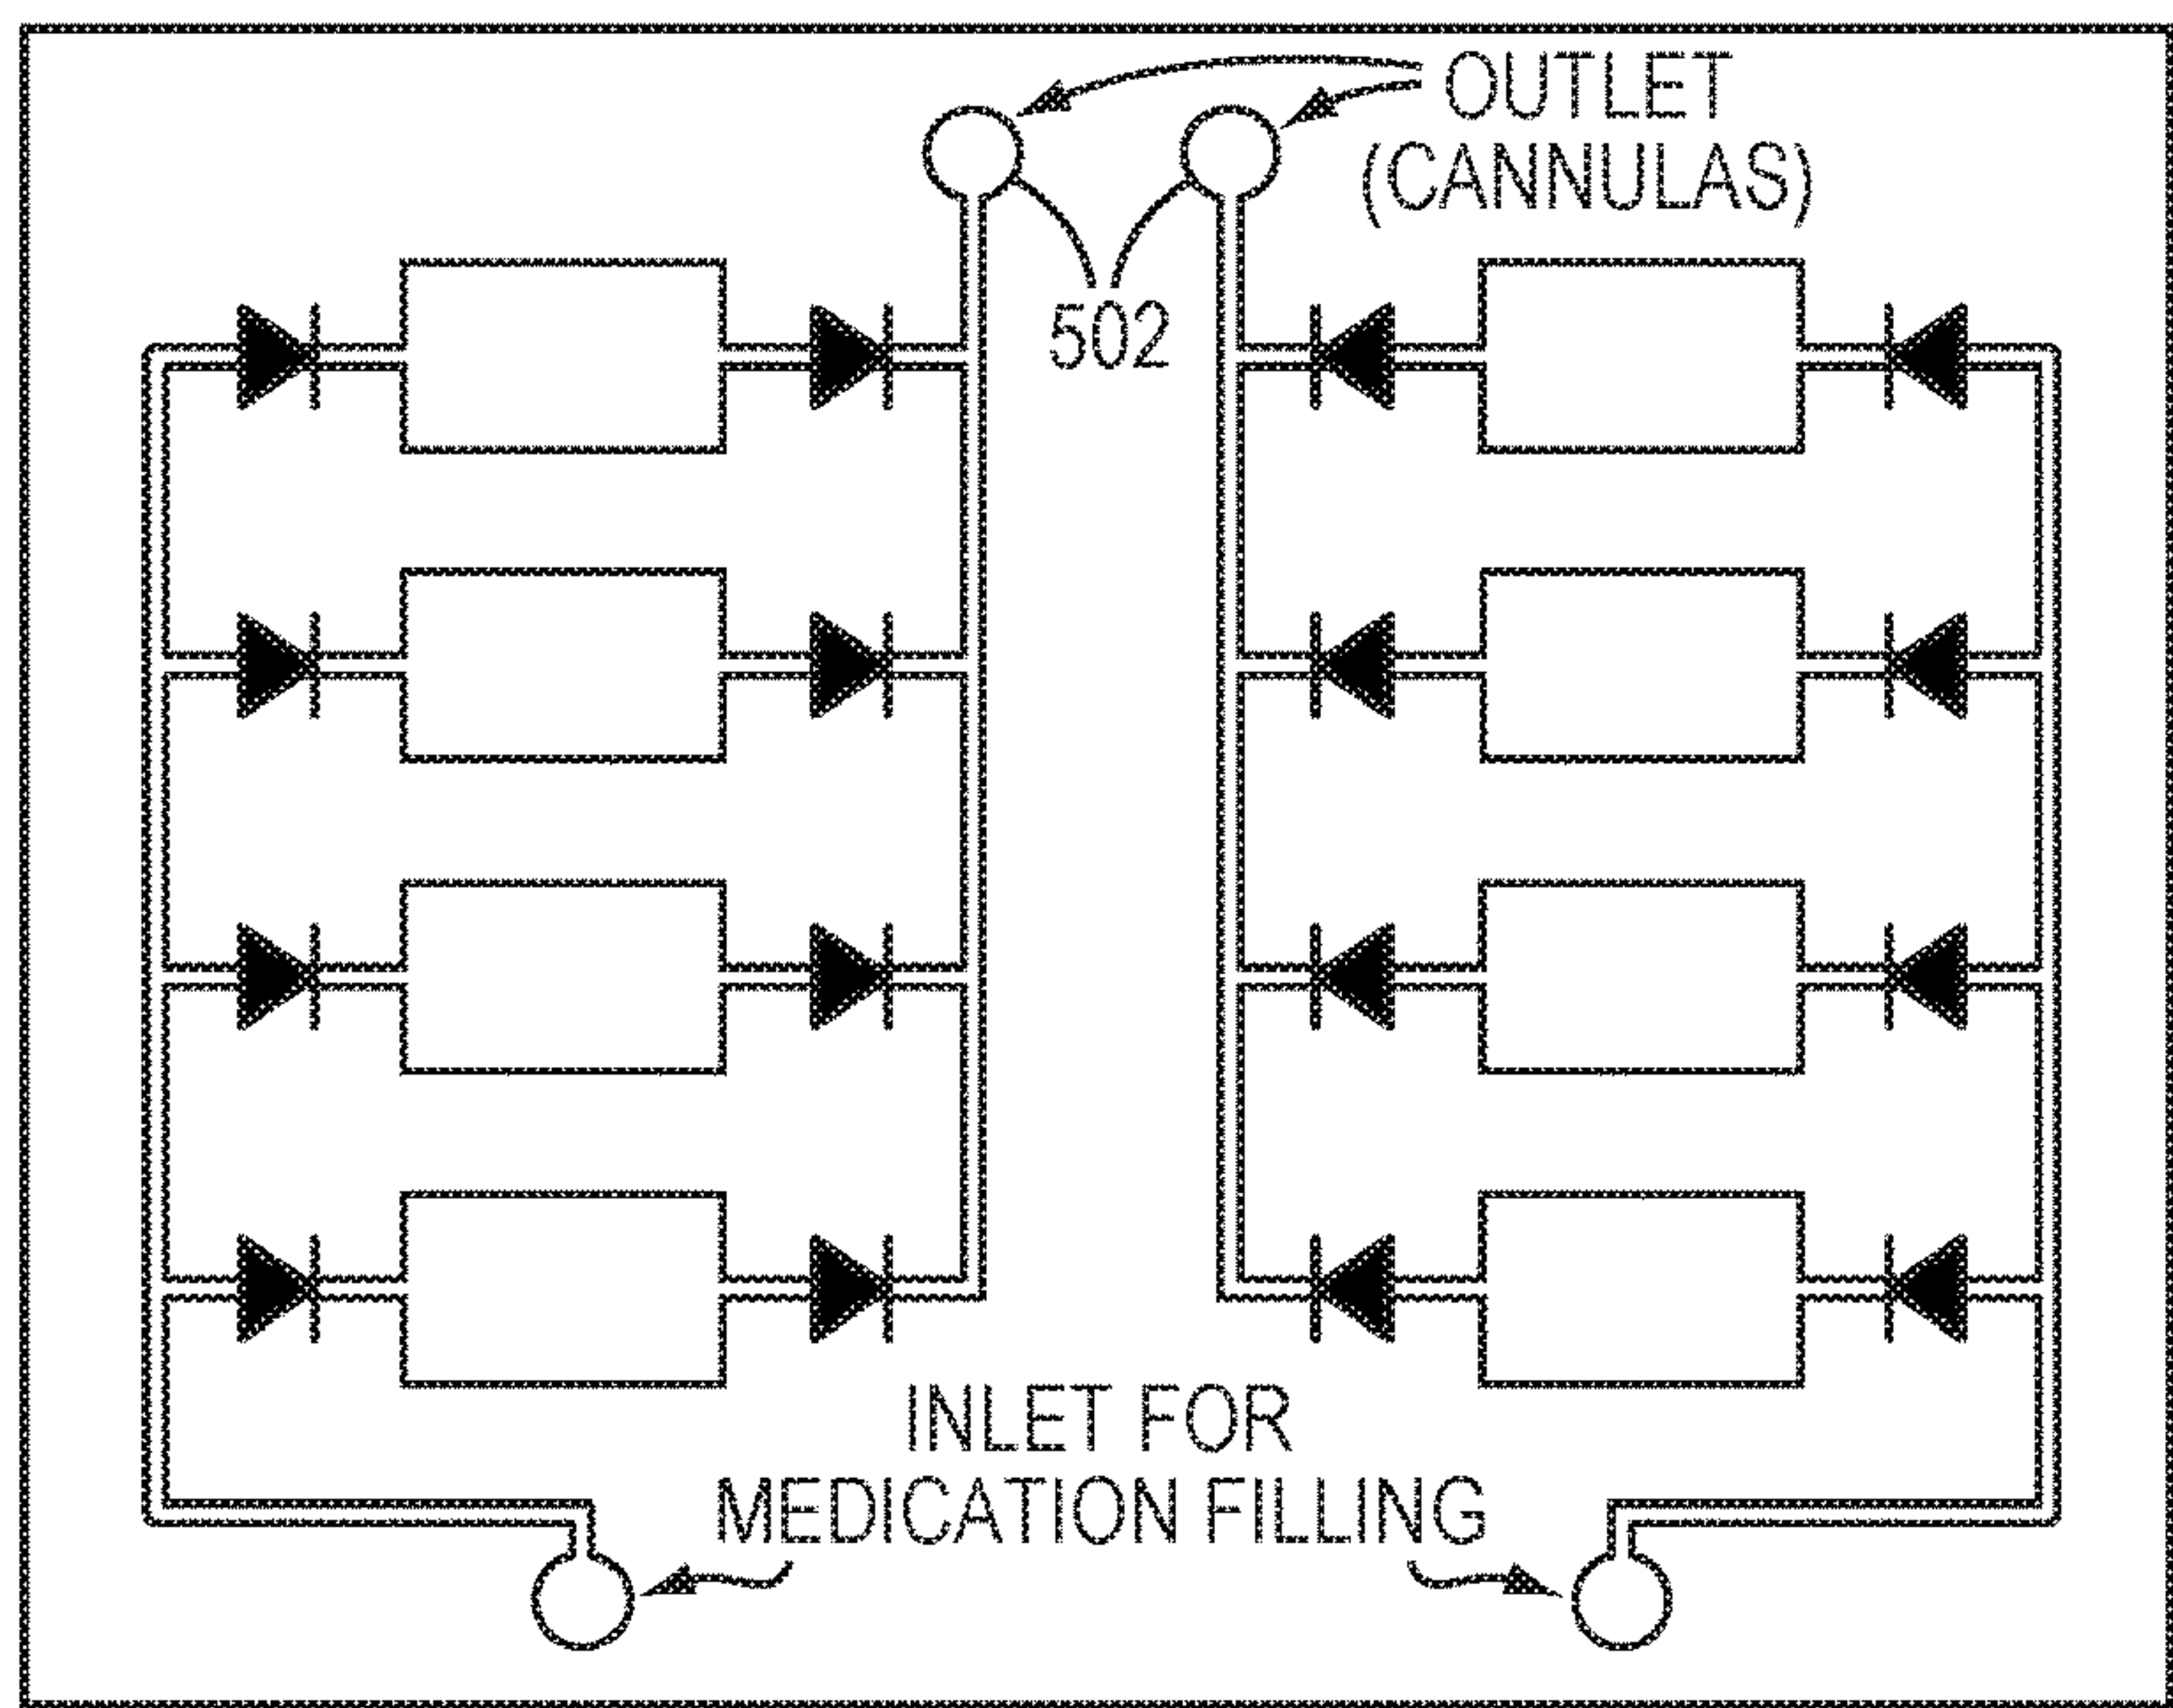 OUTLET
(CANNULAS)
502
INLET FOR
MEDICATION FILLING